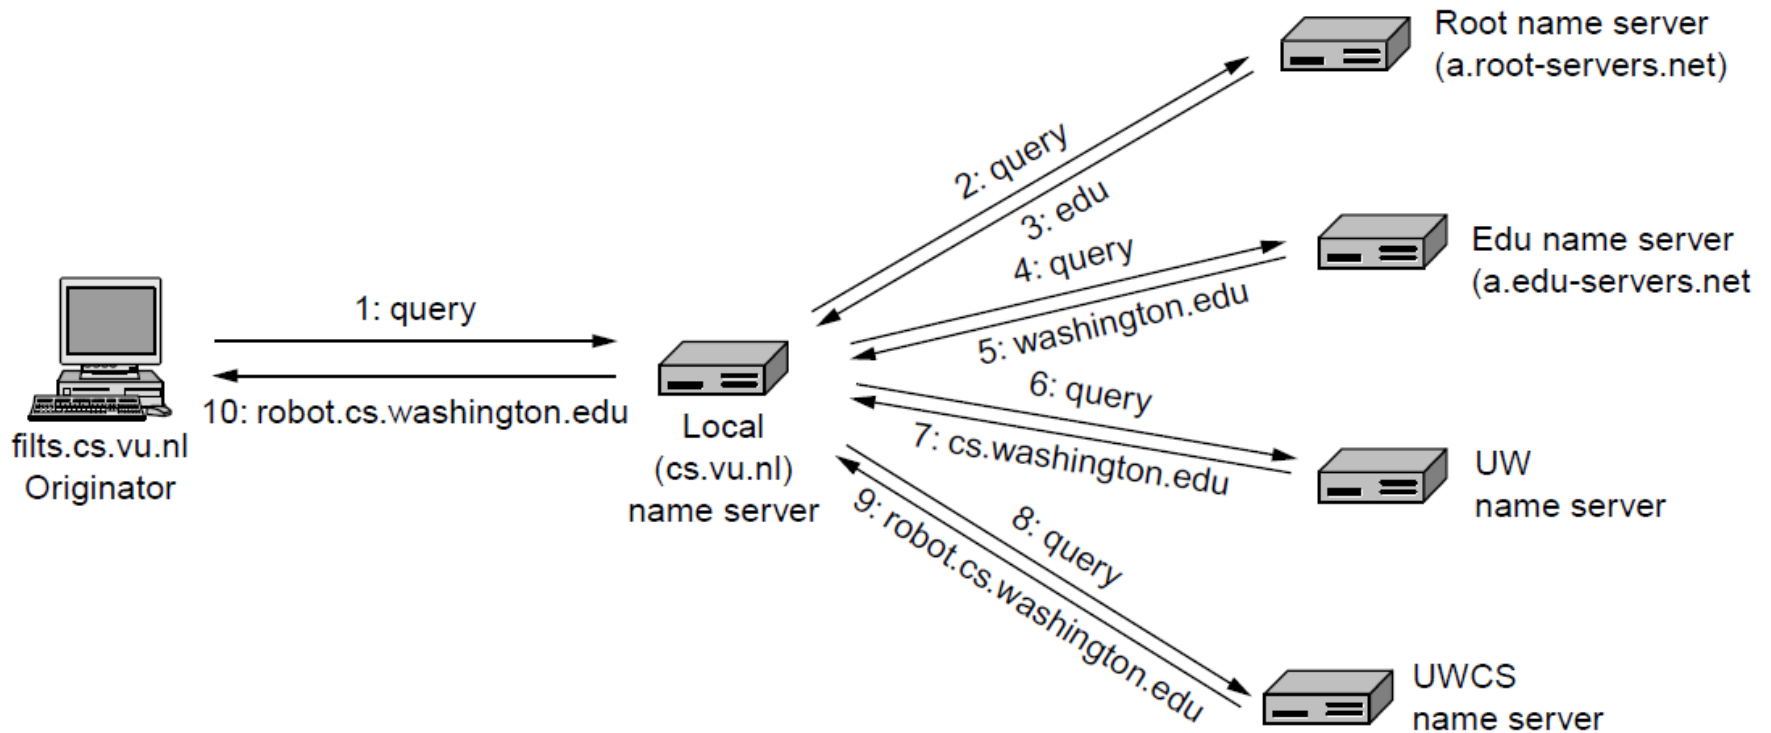 Root name server
(a.root-servers.net)
2: query
3: edu
Edu name server
(a.edu-servers.net
4: query
5: washington.edu
1: query
10: robot.cs.washington.edu
filts.cs.vu.nl
Originator
Local
(cs.vu.nl)
name server
6: query
7: cs.washington.edu
UW
name server
8: query
9: robot.cs.washington.edu
UWCS
name server